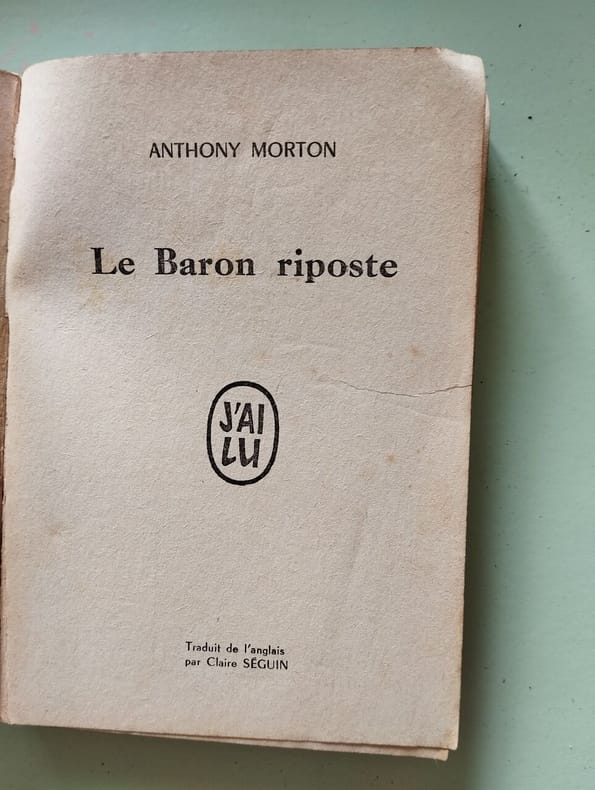 ANTHONY MORTON
Le Baron riposte
J'AI
LU
Traduit de l'anglais
par Claire SÉGUIN